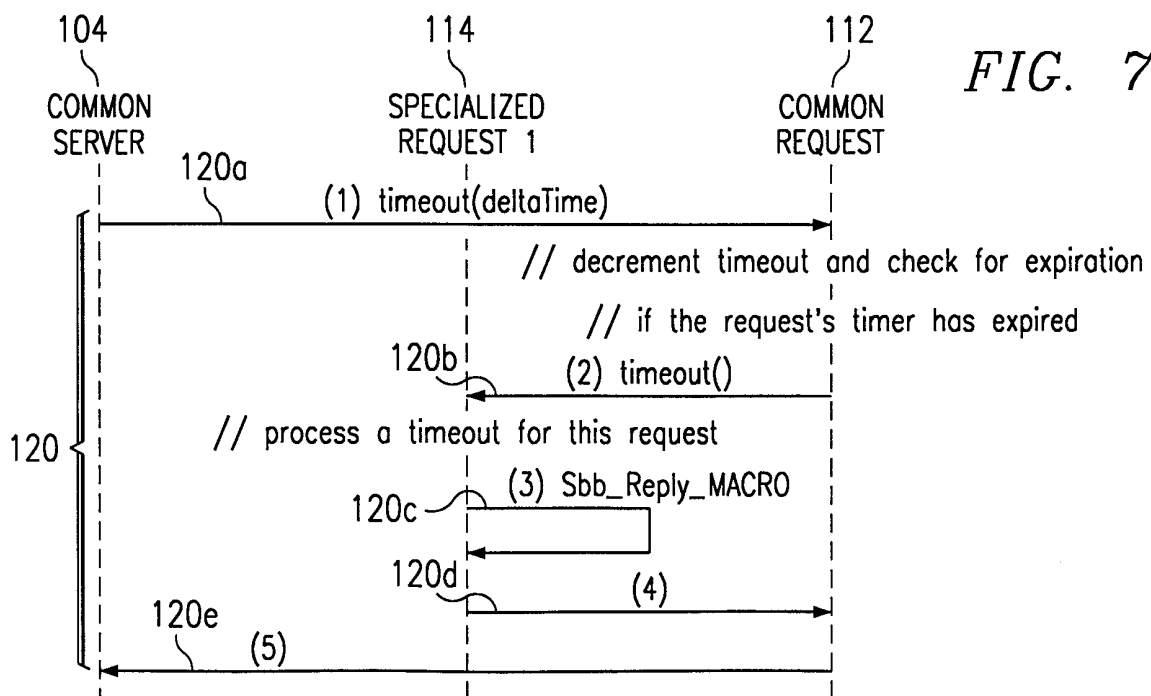 104
114
112
FIG. 7
COMMON
SERVER
SPECIALIZED
REQUEST 1
COMMON
REQUEST
120a
(1) timeout(deltaTime)
// decrement timeout and check for expiration
// if the request's timer has expired
120b
(2) timeout()
120
// process a timeout for this request
(3) Sbb_Reply_MACRO
120c
120d
(4)
120e
(5)